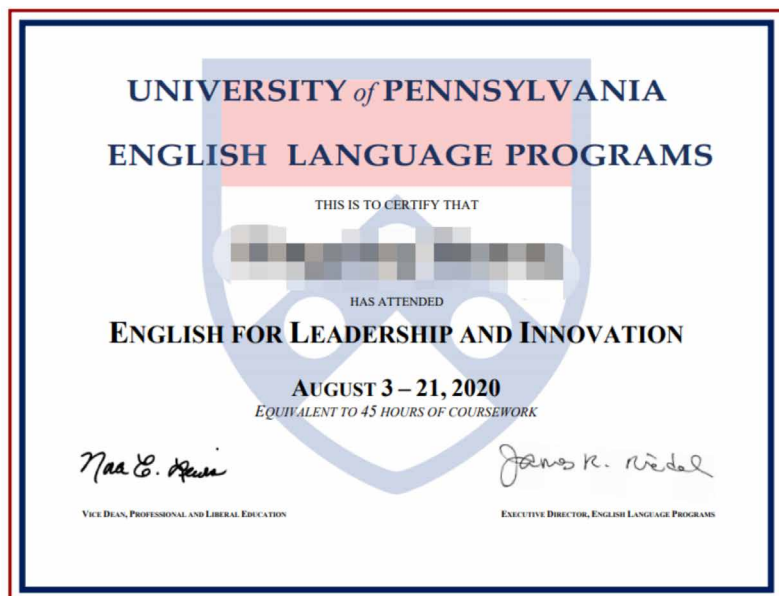 UNIVERSITY of PENNSYLVANIA
ENGLISH LANGUAGE PROGRAMS
THIS IS TO CERTIFY THAT
HAS ATTENDED
ENGLISH FOR LEADERSHIP AND INNOVATION
AUGUST 3 – 21, 2020
EQUIVALENT TO 45 HOURS OF COURSEWORK
James R. Riedel
VICE DEAN, PROFESSIONAL AND LIBERAL EDUCATION
EXECUTIVE DIRECTOR, ENGLISH LANGUAGE PROGRAMS